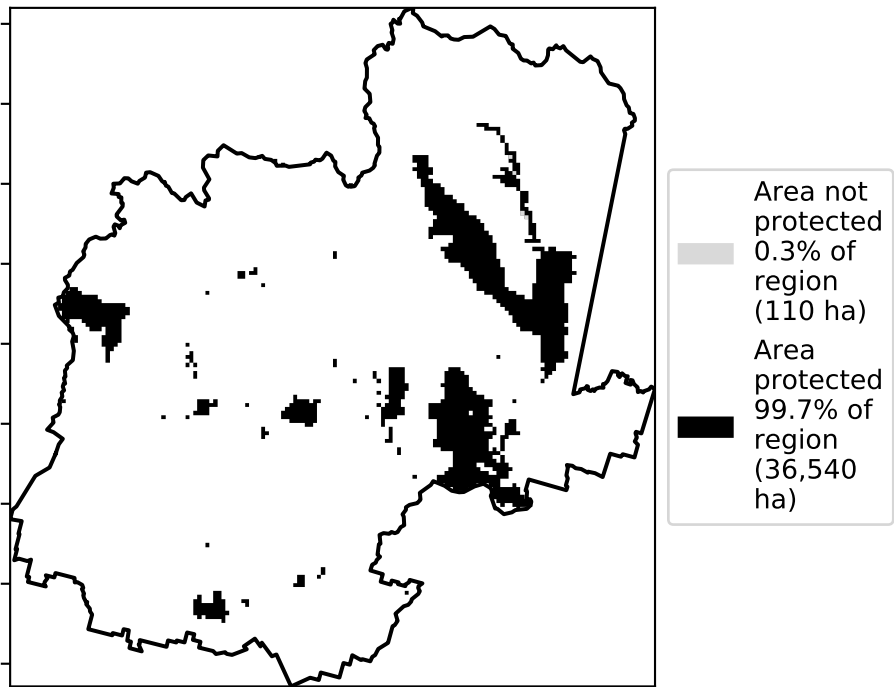 Area not
protected
0.3% of
region
(110 ha)
Area
protected
99.7% of
region
(36,540
ha)